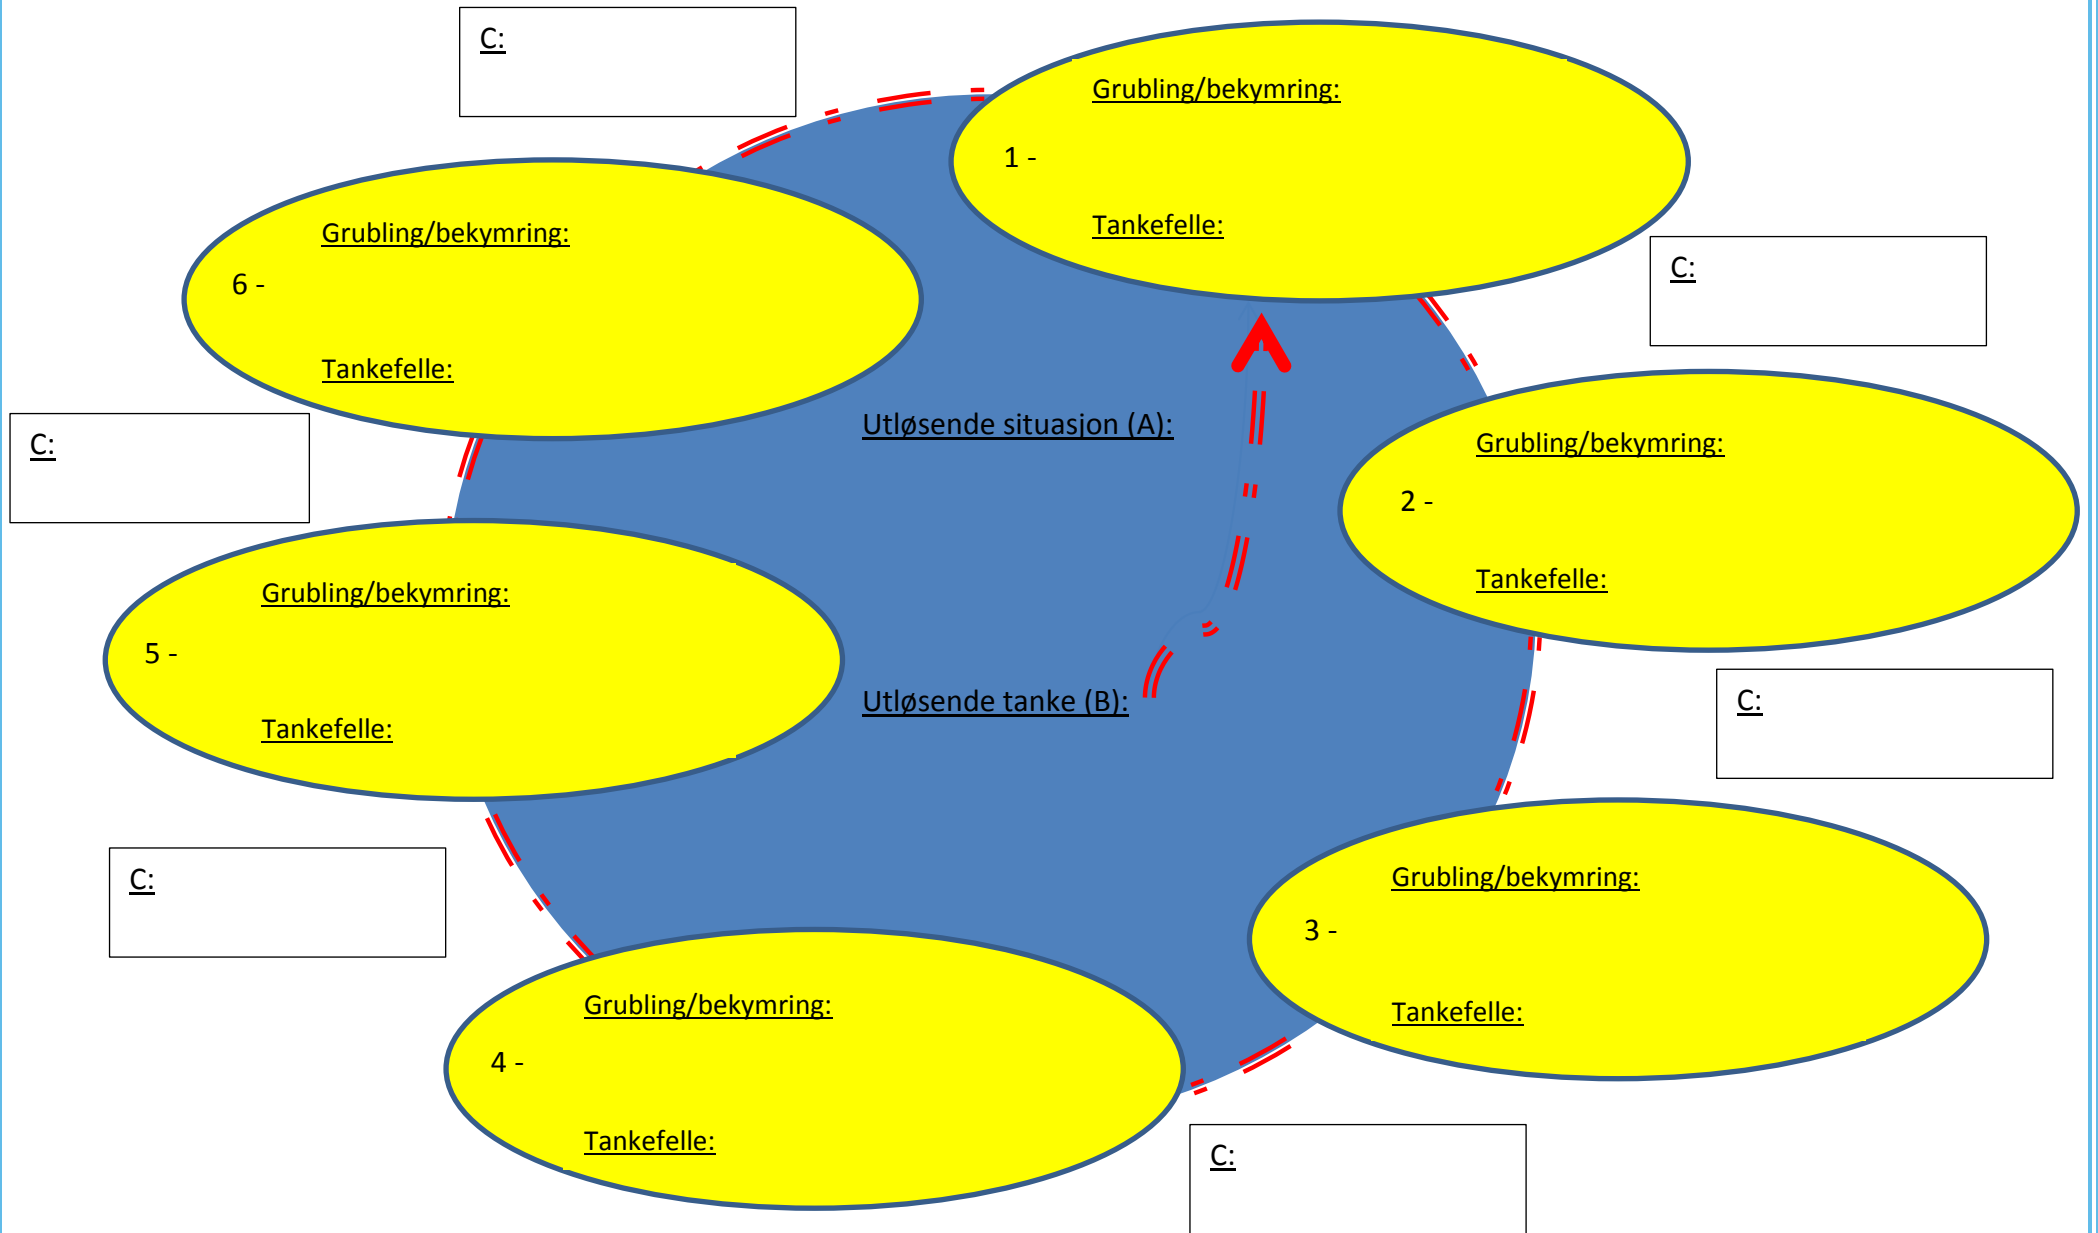 C:
Grubling/bekymring:
1 -
Tankefelle:
C:
Grubling/bekymring:
6 -
Tankefelle:
C:
Utløsende situasjon (A):
Grubling/bekymring:
2 -
Tankefelle:
Grubling/bekymring:
5 -
Tankefelle:
Utløsende tanke (B):
C:
C:
Grubling/bekymring:
3 -
Tankefelle:
Grubling/bekymring:
4 -
Tankefelle:
C: